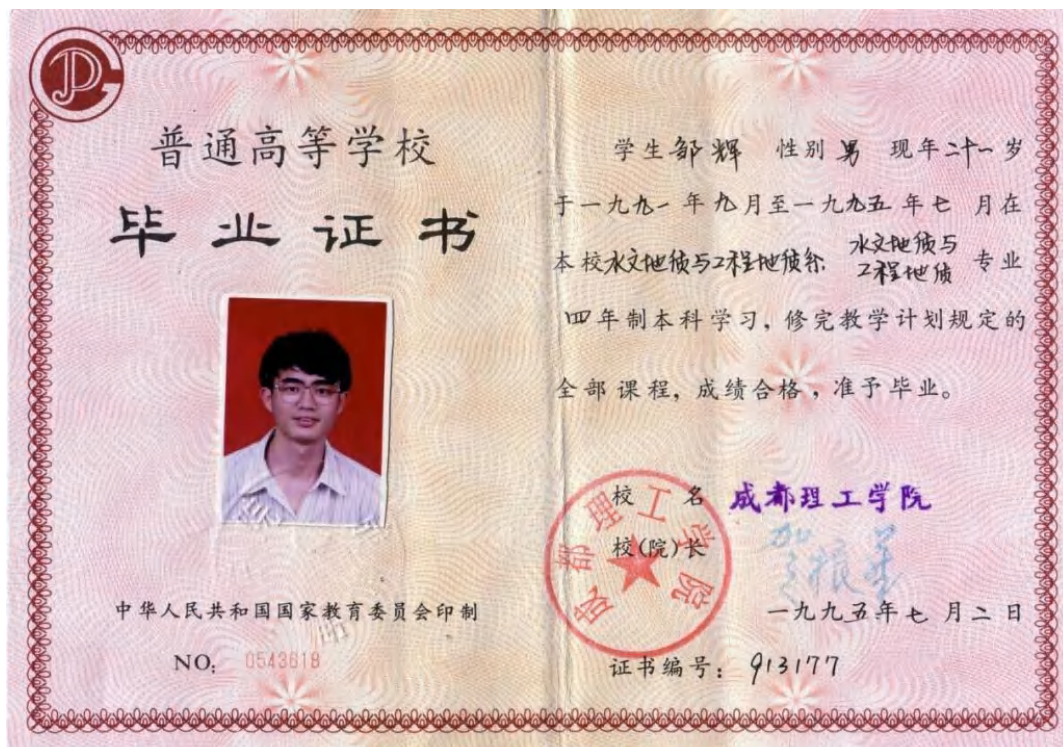 普通高等学校
毕业证书
中华人民共和国国家教育委员会印制
NO: 0543618
学生邹辉 性别男 现年二十一岁
于一九九一年九月至一九九五年七月在
本校水文地质与工程地质系 水文地质与工程地质 专业
四年制本科学习，修完教学计划规定的
全部课程，成绩合格，准予毕业。
校名 成都理工学院
校(院)长
成都理工学院
一九九五年七月二日
证书编号：913177